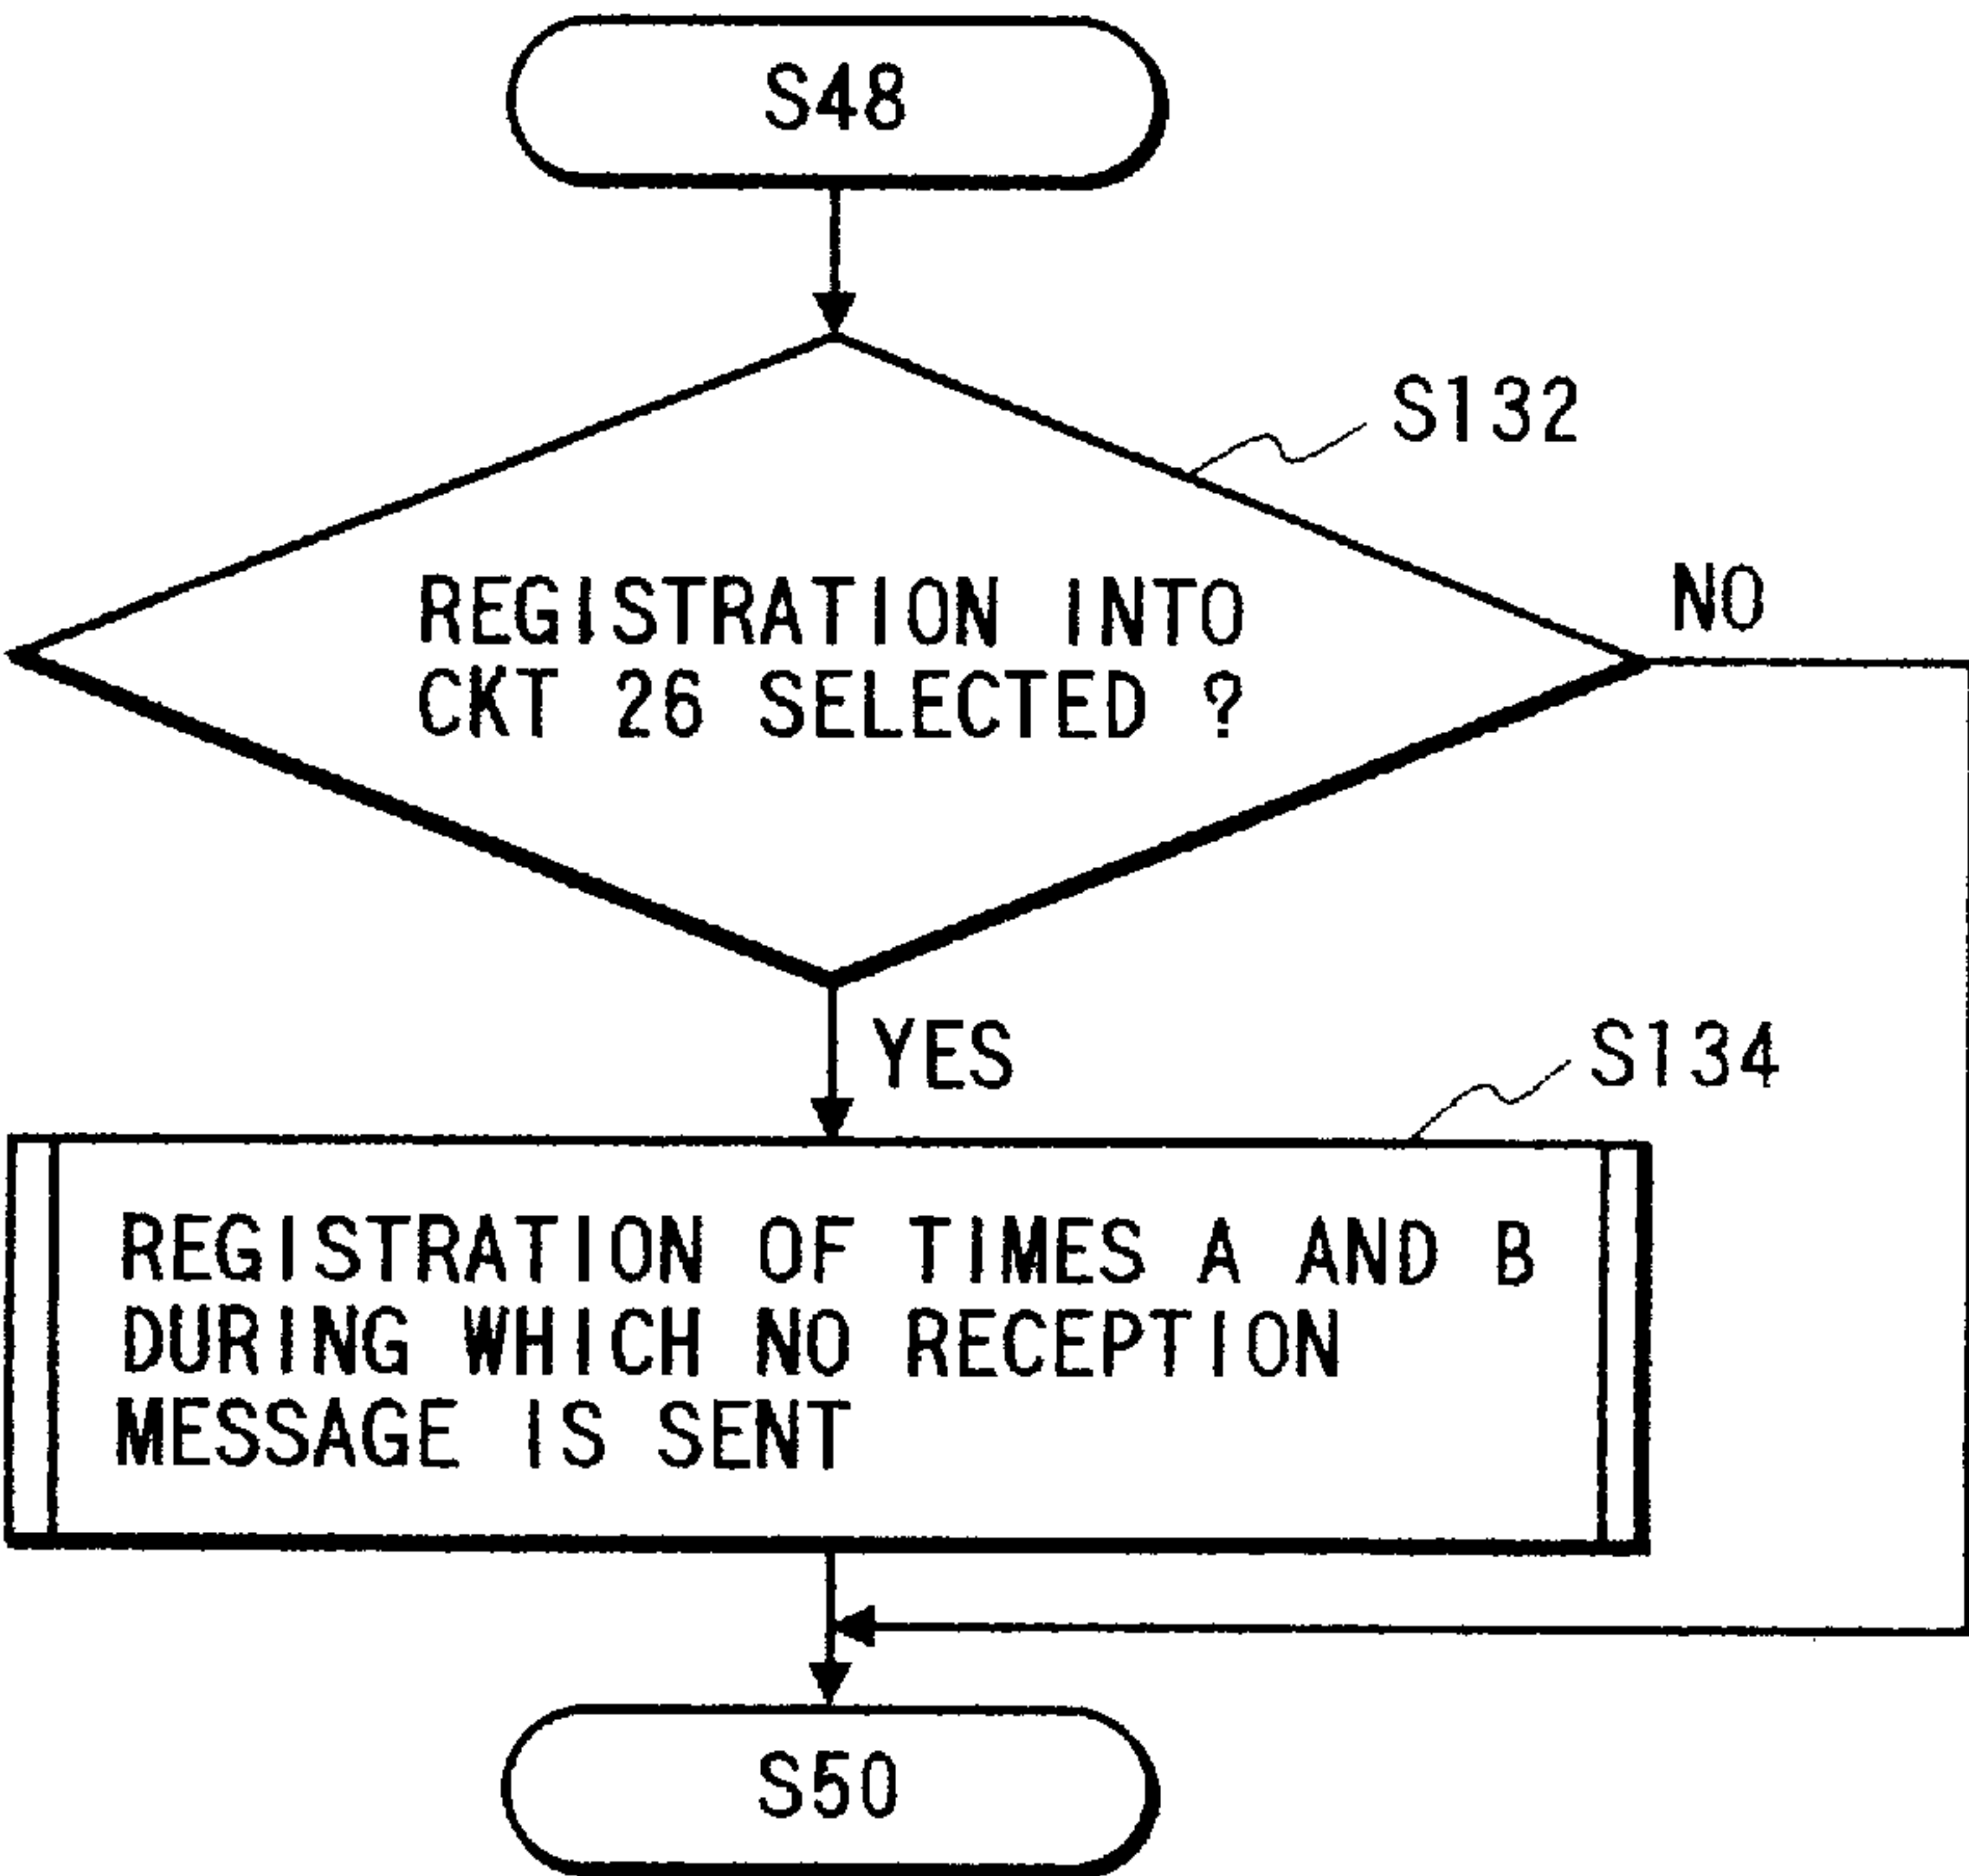 S48
S132
REGISTRATION INTO
CKT 26 SELECTED ?
NO
YES
S134
REGISTRATION OF TIMES A AND B
DURING WHICH NO RECEPTION
MESSAGE IS SENT
S50